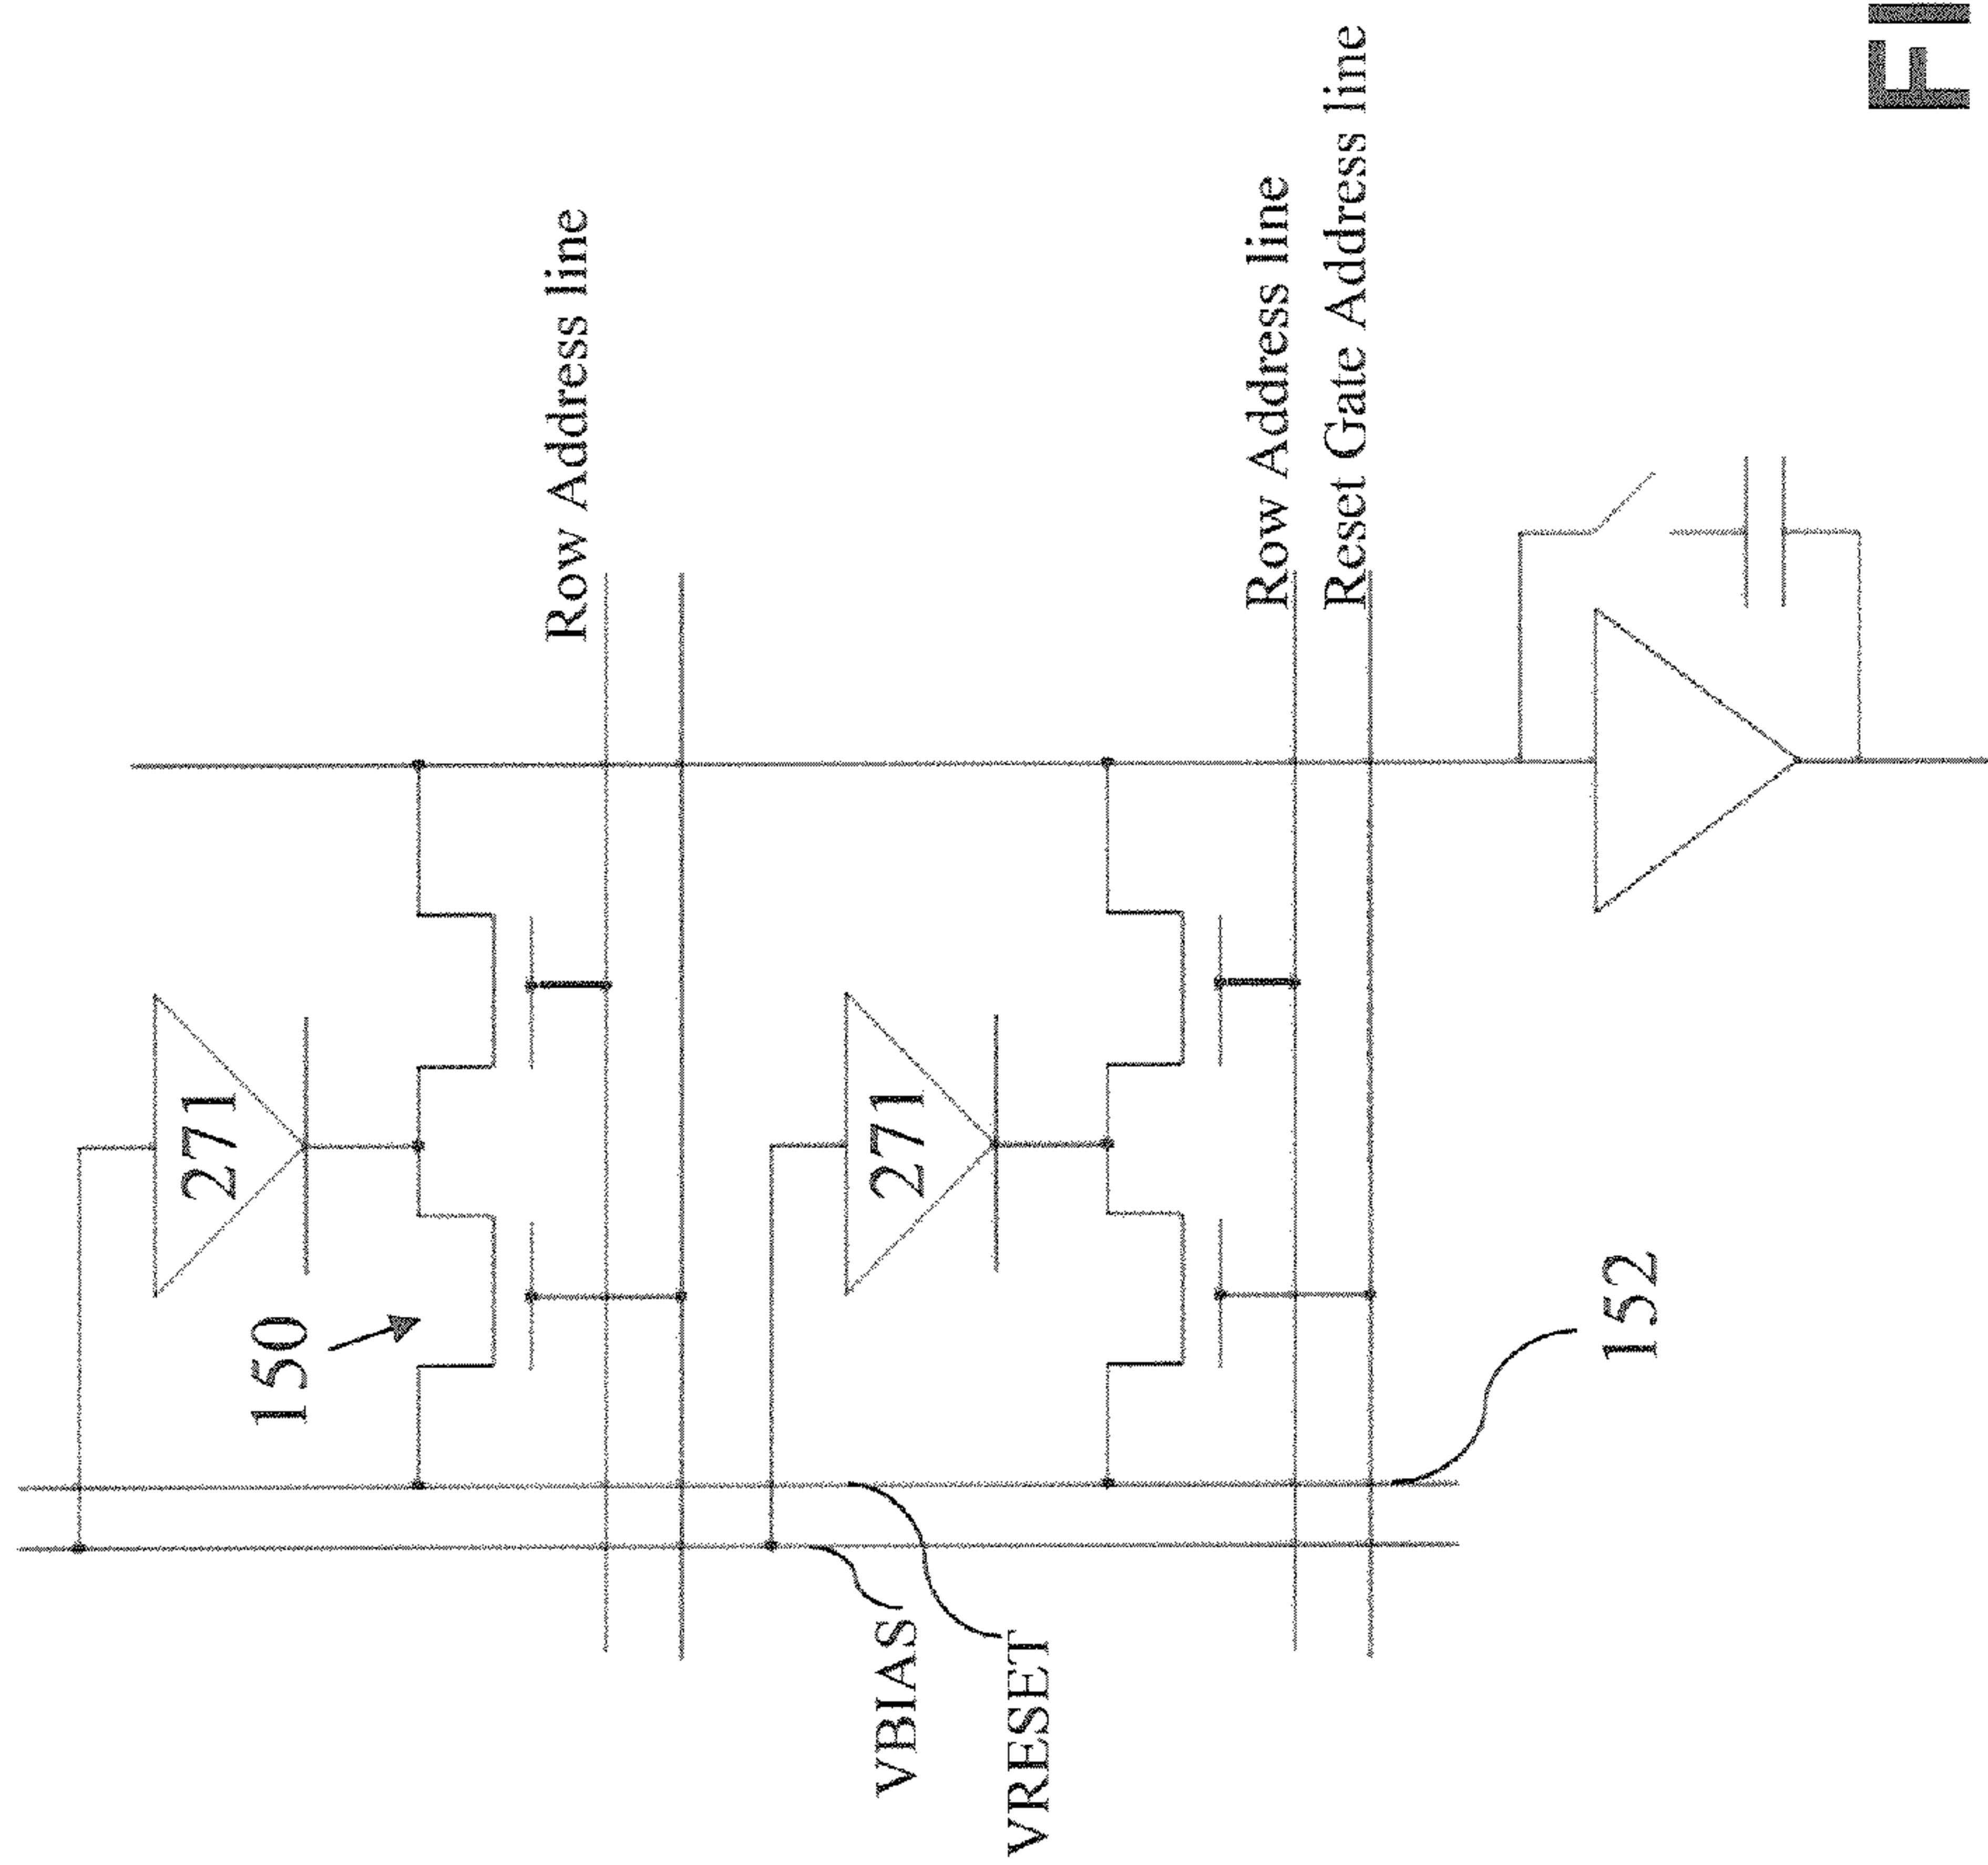 Row Address line
271
150
Row Address line
Reset Gate Address line
271
152
VBIAS
VRESET
FI